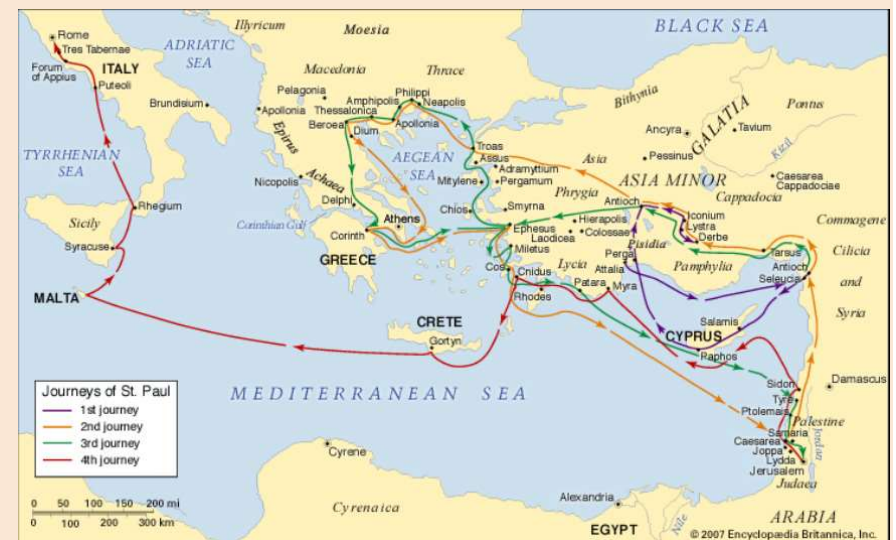 BLACK SEA
Illyricum
Moesia
Rome
Tres Tabernae
ADRIATIC
SEA
Forum
of Appius
ITALY
Puteoli
Macedonia
Thrace
Pelagonia
Philippi
Amphipolis
Neapolis
Brundisium
Apollonia
Thessalonica
Beroea
Apollonia
Dium
Epirus
Bithynia
Pontus
GALATIA
Ancyra
Tavium
Kizil
Pessinus
TYRRHENIAN
SEA
AEGEAN
SEA
Troas
Assus
Adramyttium
Mitylene
Pergamum
Asia
ASIA MINOR
Caesarea
Cappadociae
Nicopolis
Achaea
Phrygia
Cappadocia
Rhegium
Delphi
Chios
Smyrna
Antioch
Iconium
Lystra
Derbe
Commagene
Sicily
Corinthian Gulf
Athens
Ephesus
Hierapolis
Laodicea
Colossae
Syracuse
Corinth
Miletus
Pisidia
Tarsus
Cilicia
and
Syria
GREECE
Cos
Cnidus
Lycia
Perga
Attalia
Pamphylia
Antioch
Seleucia
MALTA
Rhodes
Patara
Myra
CRETE
Gortyn
Salamis
CYPRUS
Paphos
MEDITERRANEAN SEA
Sidon
Damascus
Tyre
Ptolemais
Palestine
Samaria
Caesarea
Joppa
Lydda
Jordan
Jerusalem
Judaea
Journeys of St. Paul
1st journey
2nd journey
3rd journey
4th journey
Cyrene
0 50 100 150 200 mi
0 100 200 300 km
Cyrenaica
Alexandria
EGYPT
Nile
ARABIA
© 2007 Encyclopædia Britannica, Inc.